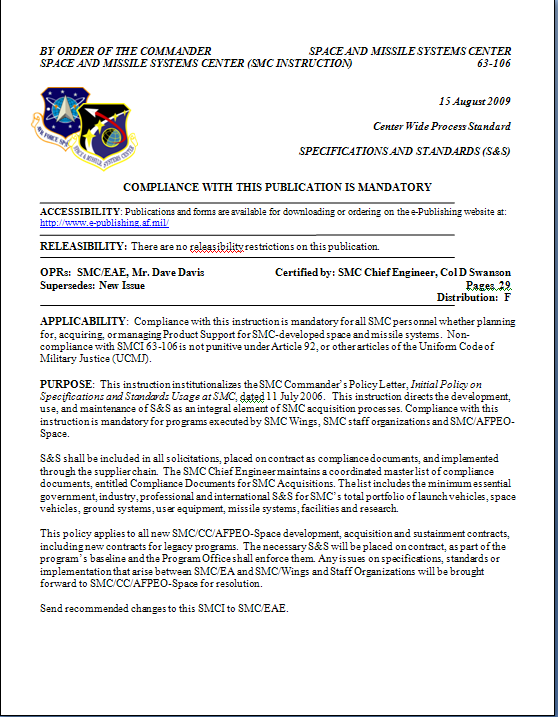 BY ORDER OF THE COMMANDER SPACE AND MISSILE SYSTEMS CENTER
SPACE AND MISSILE SYSTEMS CENTER (SMC INSTRUCTION) 63-106
15 August 2009
Center Wide Process Standard
SPECIFICATIONS AND STANDARDS (S&S)
SPACE & MISSILE SYSTEMS CENTER
COMPLIANCE WITH THIS PUBLICATION IS MANDATORY
ACCESSIBILITY: Publications and forms are available for downloading or ordering on the e-Publishing website at:
http://www.e-publishing.af.mil/
RELEASIBILITY: There are no releasibility restrictions on this publication.
OPRs: SMC/EAE, Mr. Dave Davis Certified by: SMC Chief Engineer, Col D Swanson
Supersedes: New Issue Pages 29
Distribution: F
APPLICABILITY: Compliance with this instruction is mandatory for all SMC personnel whether planning
for, acquiring, or managing Product Support for SMC-developed space and missile systems. Non-
compliance with SMCI 63-106 is not punitive under Article 92, or other articles of the Uniform Code of
Military Justice (UCMJ).
PURPOSE: This instruction institutionalizes the SMC Commander's Policy Letter, Initial Policy on
Specifications and Standards Usage at SMC, dated 11 July 2006. This instruction directs the development,
use, and maintenance of S&S as an integral element of SMC acquisition processes. Compliance with this
instruction is mandatory for programs executed by SMC Wings, SMC staff organizations and SMC/AFPEO-
Space.
S&S shall be included in all solicitations, placed on contract as compliance documents, and implemented
through the supplier chain. The SMC Chief Engineer maintains a coordinated master list of compliance
documents, entitled Compliance Documents for SMC Acquisitions. The list includes the minimum essential
government, industry, professional and international S&S for SMC's total portfolio of launch vehicles, space
vehicles, ground systems, user equipment, missile systems, facilities and research.
This policy applies to all new SMC/CC/AFPEO-Space development, acquisition and sustainment contracts,
including new contracts for legacy programs. The necessary S&S will be placed on contract, as part of the
program's baseline and the Program Office shall enforce them. Any issues on specifications, standards or
implementation that arise between SMC/EA and SMC/Wings and Staff Organizations will be brought
forward to SMC/CC/AFPEO-Space for resolution.
Send recommended changes to this SMCI to SMC/EAE.